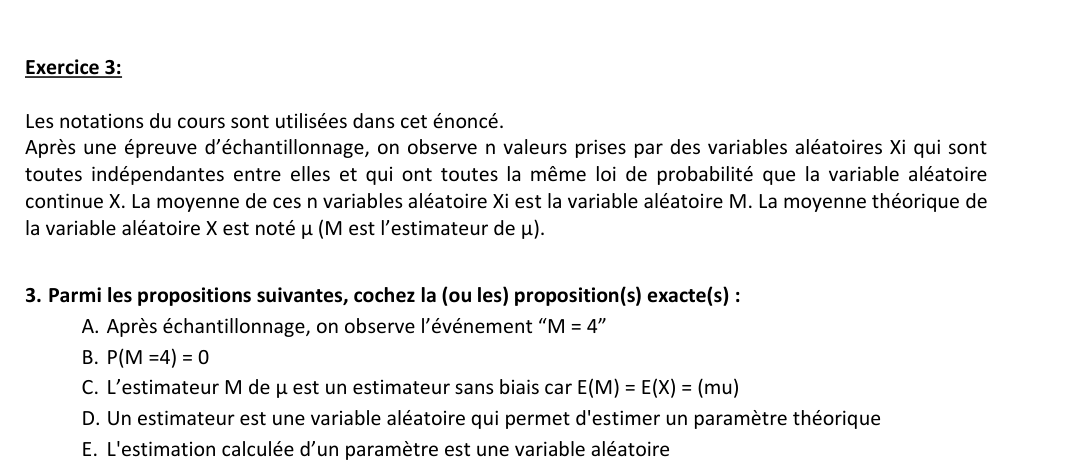 Exercice 3:
Les notations du cours sont utilisées dans cet énoncé.
Après une épreuve d’échantillonnage, on observe n valeurs prises par des variables aléatoires Xi qui sont
toutes indépendantes entre elles et qui ont toutes la même loi de probabilité que la variable aléatoire
continue X. La moyenne de ces n variables aléatoire Xi est la variable aléatoire M. La moyenne théorique de
la variable aléatoire X est noté μ (M est l’estimateur de μ).
3. Parmi les propositions suivantes, cochez la (ou les) proposition(s) exacte(s) :
A. Après échantillonnage, on observe l’événement “M = 4”
B. P(M =4) = 0
C. L’estimateur M de μ est un estimateur sans biais car E(M) = E(X) = (mu)
D. Un estimateur est une variable aléatoire qui permet d'estimer un paramètre théorique
E. L'estimation calculée d’un paramètre est une variable aléatoire